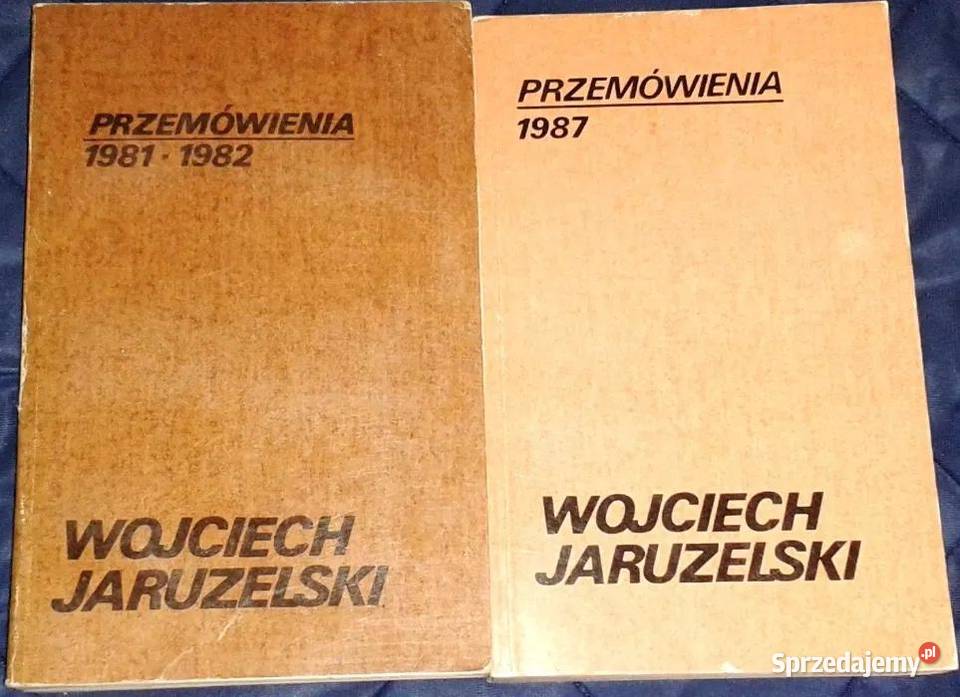 PRZEMÓWIENIA
1981 · 1982
WOJCIECH
JARUZELSKI
PRZEMÓWIENIA
1987
WOJCIECH
JARUZELSKI
Sprzedajemy.pl